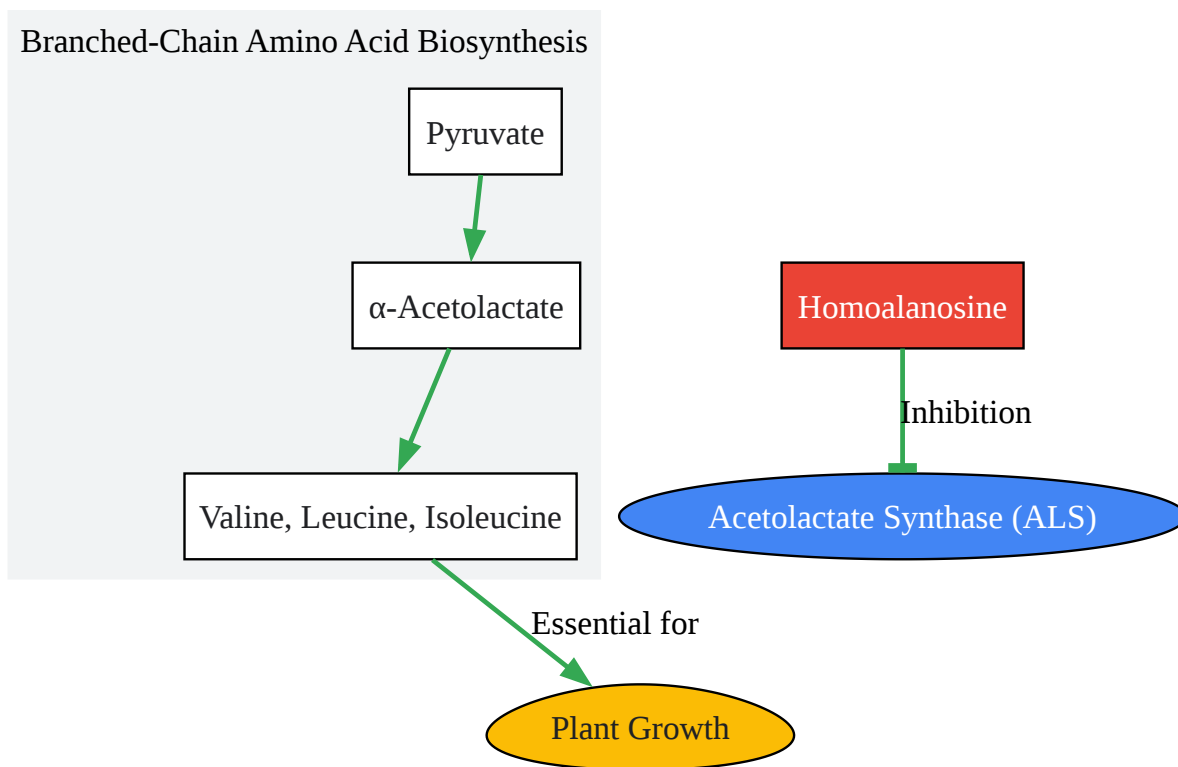 Branched-Chain Amino Acid Biosynthesis
Pyruvate
α-Acetolactate
Homoalanosine
Inhibition
Valine, Leucine, Isoleucine
Acetolactate Synthase (ALS)
Essential for
Plant Growth